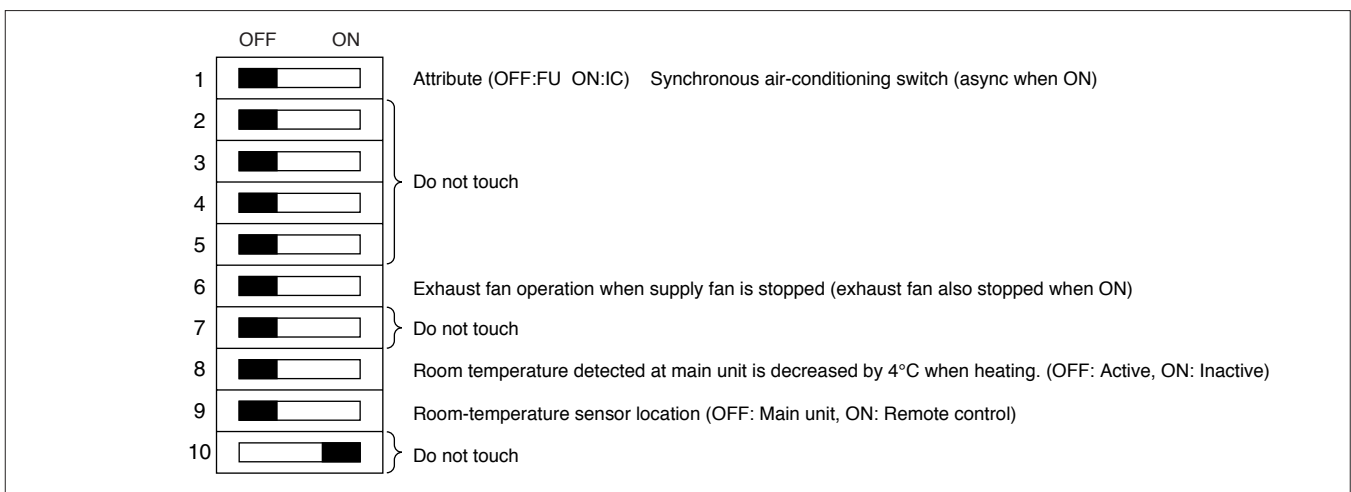 OFF ON
1 Attribute (OFF:FU ON:IC) Synchronous air-conditioning switch (async when ON)
2
3
Do not touch
4
5
6 Exhaust fan operation when supply fan is stopped (exhaust fan also stopped when ON)
7 Do not touch
8 Room temperature detected at main unit is decreased by 4°C when heating. (OFF: Active, ON: Inactive)
9 Room-temperature sensor location (OFF: Main unit, ON: Remote control)
10 Do not touch